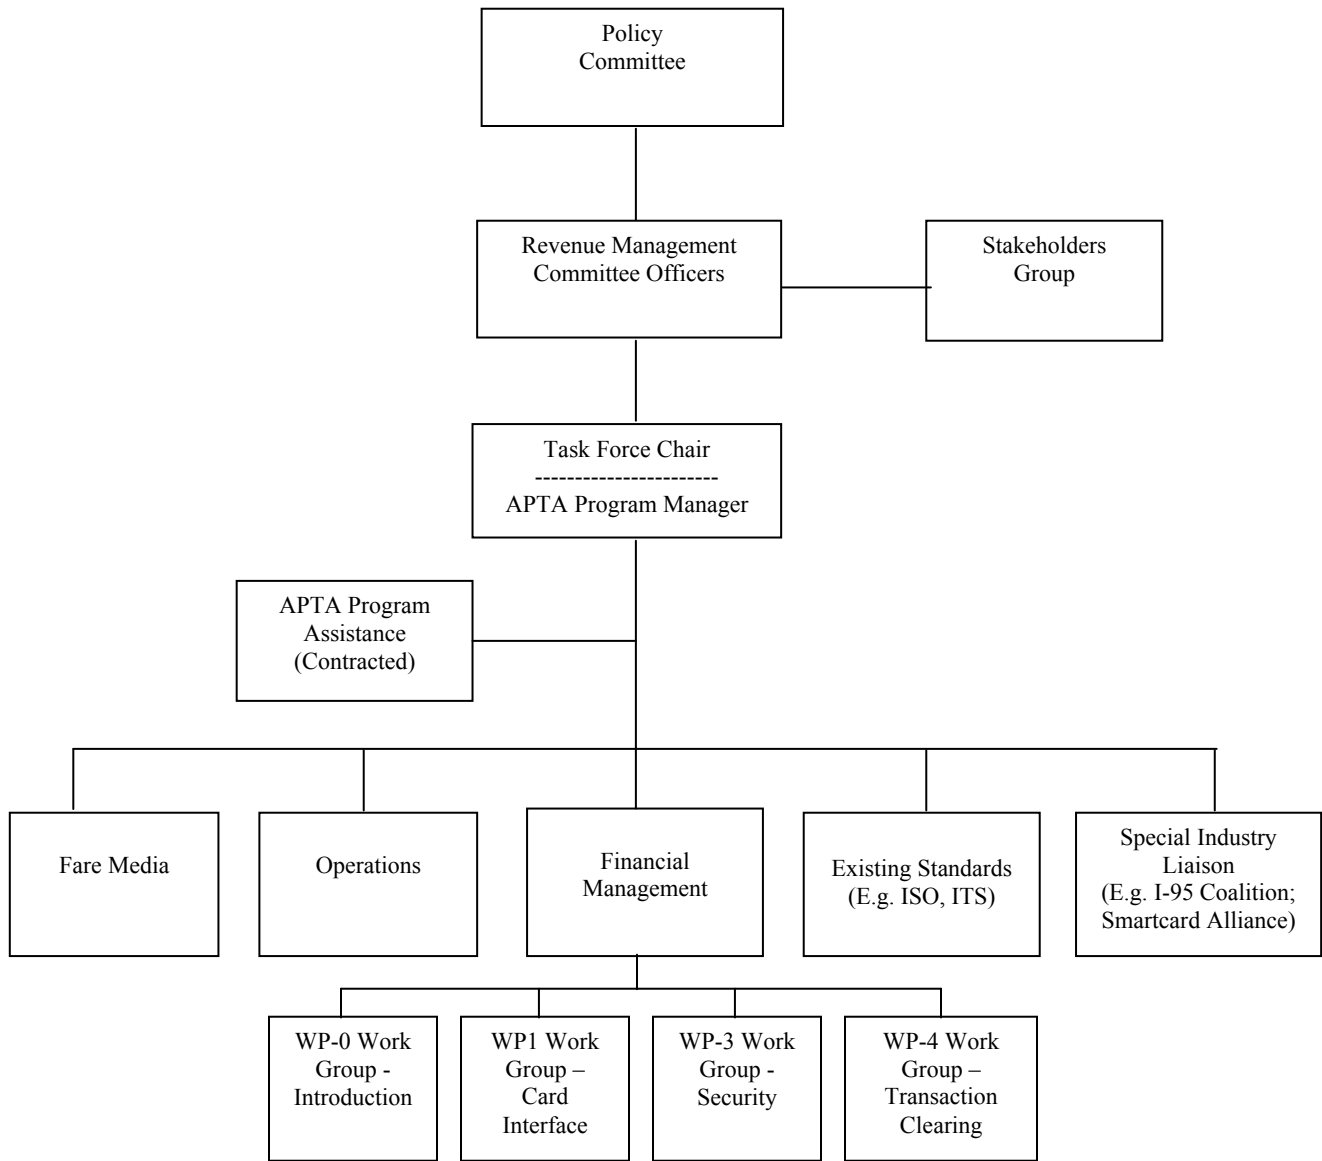 Policy
Committee
Revenue Management
Committee Officers
Stakeholders
Group
Task Force Chair
-----------------------
APTA Program Manager
APTA Program
Assistance
(Contracted)
Fare Media
Operations
Financial
Management
Existing Standards
(E.g. ISO, ITS)
Special Industry
Liaison
(E.g. I-95 Coalition;
Smartcard Alliance)
WP-0 Work
Group -
Introduction
WP1 Work
Group –
Card
Interface
WP-3 Work
Group -
Security
WP-4 Work
Group –
Transaction
Clearing